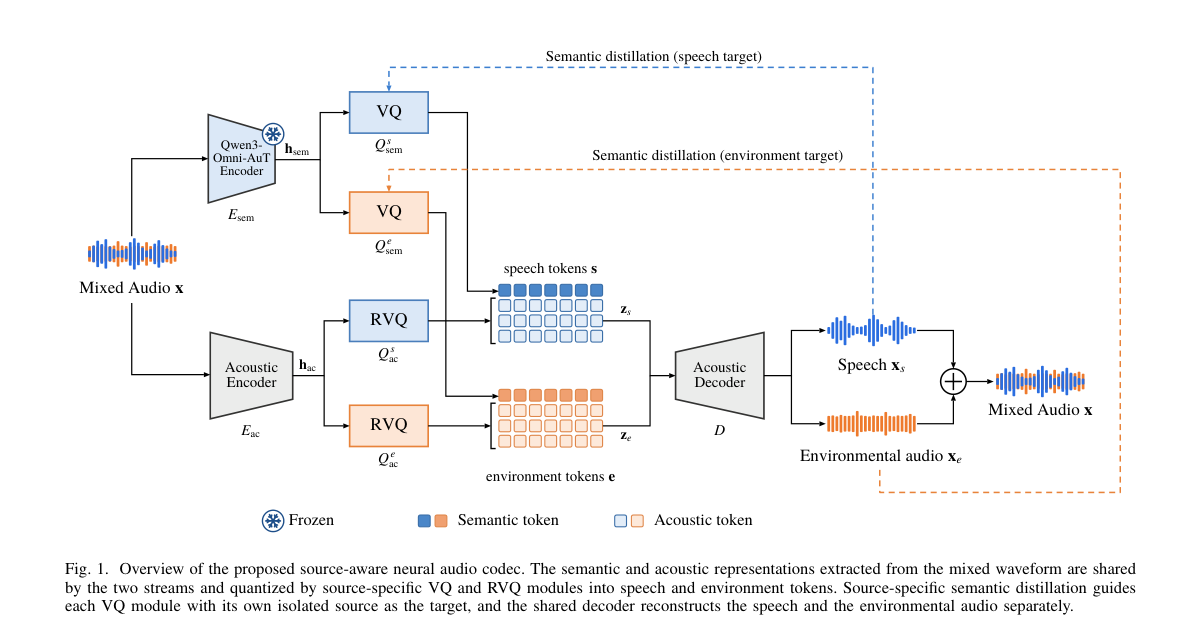 Semantic distillation (speech target)
VQ
Q^s_sem
Qwen3-
Omni-AuT
Encoder
h_sem
E_sem
Semantic distillation (environment target)
VQ
Q^e_sem
Mixed Audio x
speech tokens s
RVQ
Q^s_ac
z_s
Acoustic
Encoder
h_ac
E_ac
Acoustic
Decoder
D
Speech x_s
Mixed Audio x
RVQ
Q^e_ac
z_e
Environmental audio x_e
environment tokens e
Frozen
Semantic token
Acoustic token
Fig. 1. Overview of the proposed source-aware neural audio codec. The semantic and acoustic representations extracted from the mixed waveform are shared
by the two streams and quantized by source-specific VQ and RVQ modules into speech and environment tokens. Source-specific semantic distillation guides
each VQ module with its own isolated source as the target, and the shared decoder reconstructs the speech and the environmental audio separately.